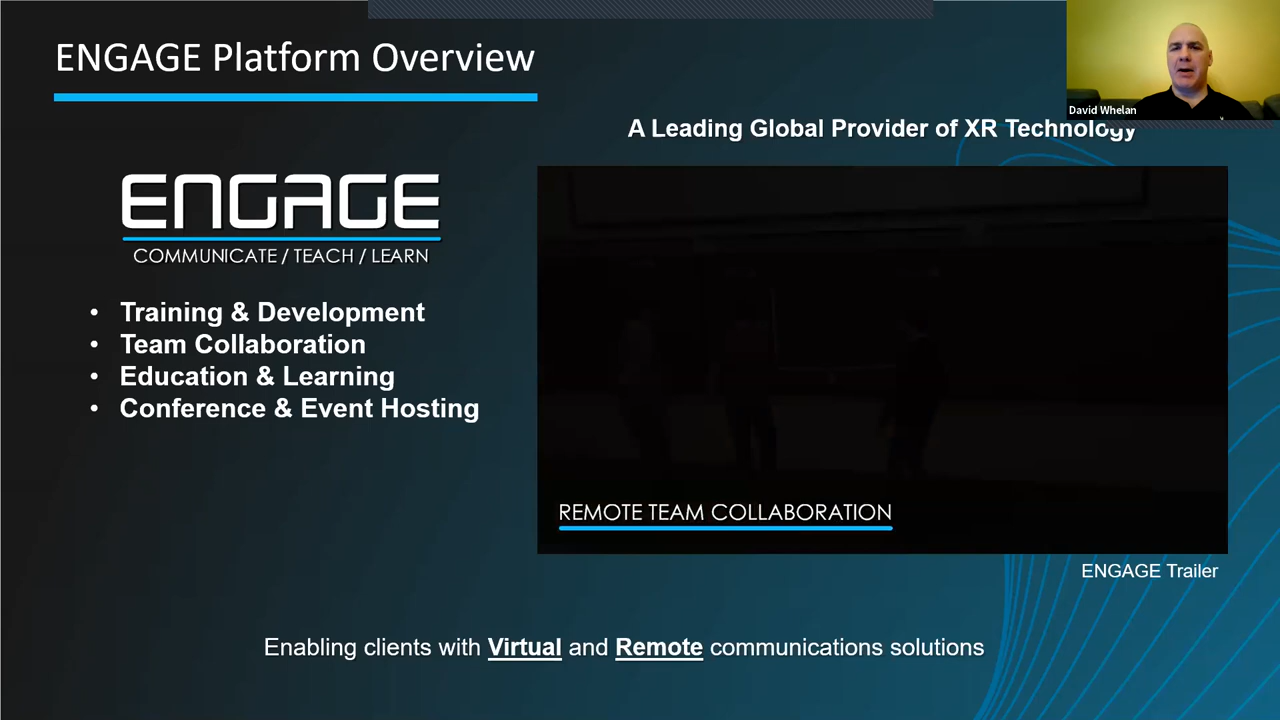 ENGAGE Platform Overview
David Whelan
A Leading Global Provider of XR Technology
ENGAGE
COMMUNICATE / TEACH / LEARN
• Training & Development
• Team Collaboration
• Education & Learning
• Conference & Event Hosting
REMOTE TEAM COLLABORATION
ENGAGE Trailer
Enabling clients with Virtual and Remote communications solutions